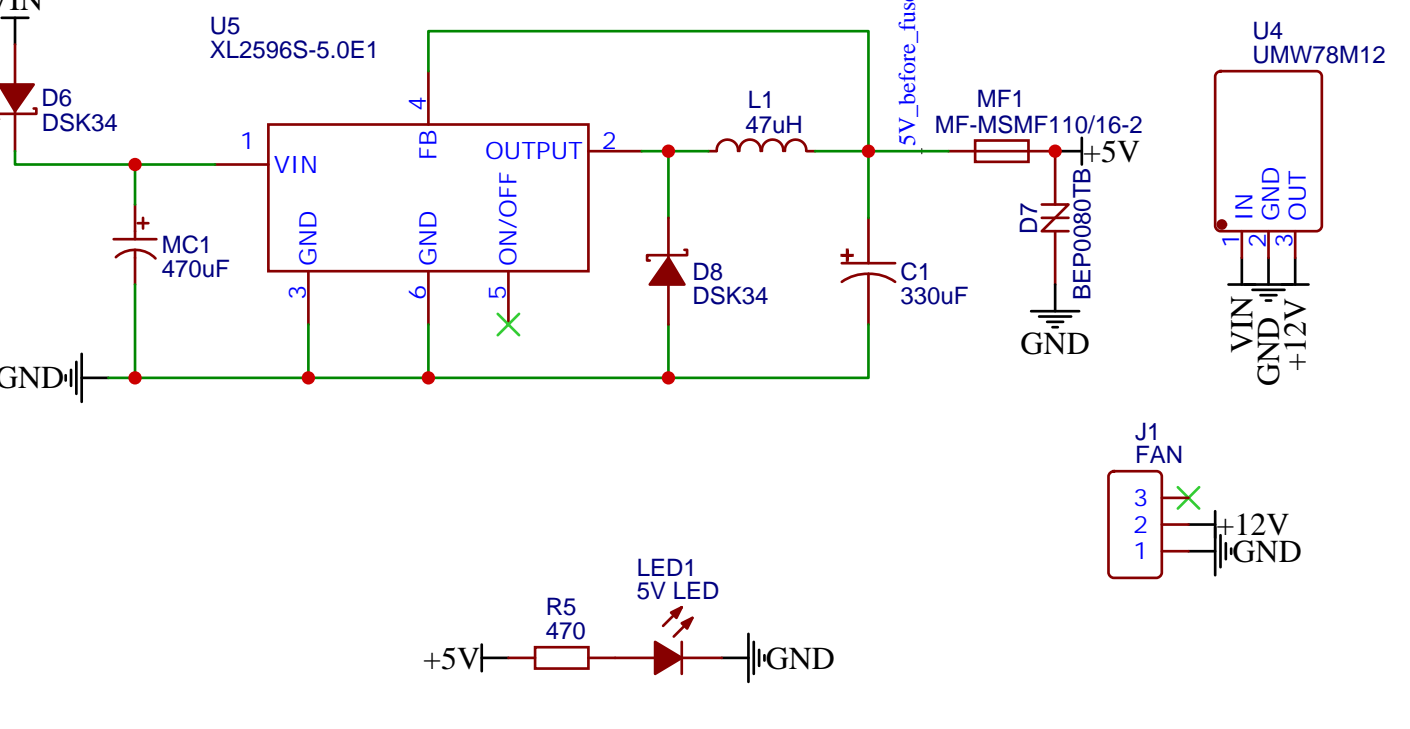 VIN
D6
DSK34
U5
XL2596S-5.0E1
1
VIN
4
FB
OUTPUT
2
GND
GND
ON/OFF
3
6
5
MC1
470uF
GND
L1
47uH
D8
DSK34
C1
330uF
5V_before_fuse
MF1
MF-MSMF110/16-2
+5V
D7
BEP0080TB
GND
U4
UMW78M12
IN
GND
OUT
1
2
3
VIN
GND
+12V
J1
FAN
3
2
1
+12V
GND
LED1
5V LED
R5
470
+5V
GND